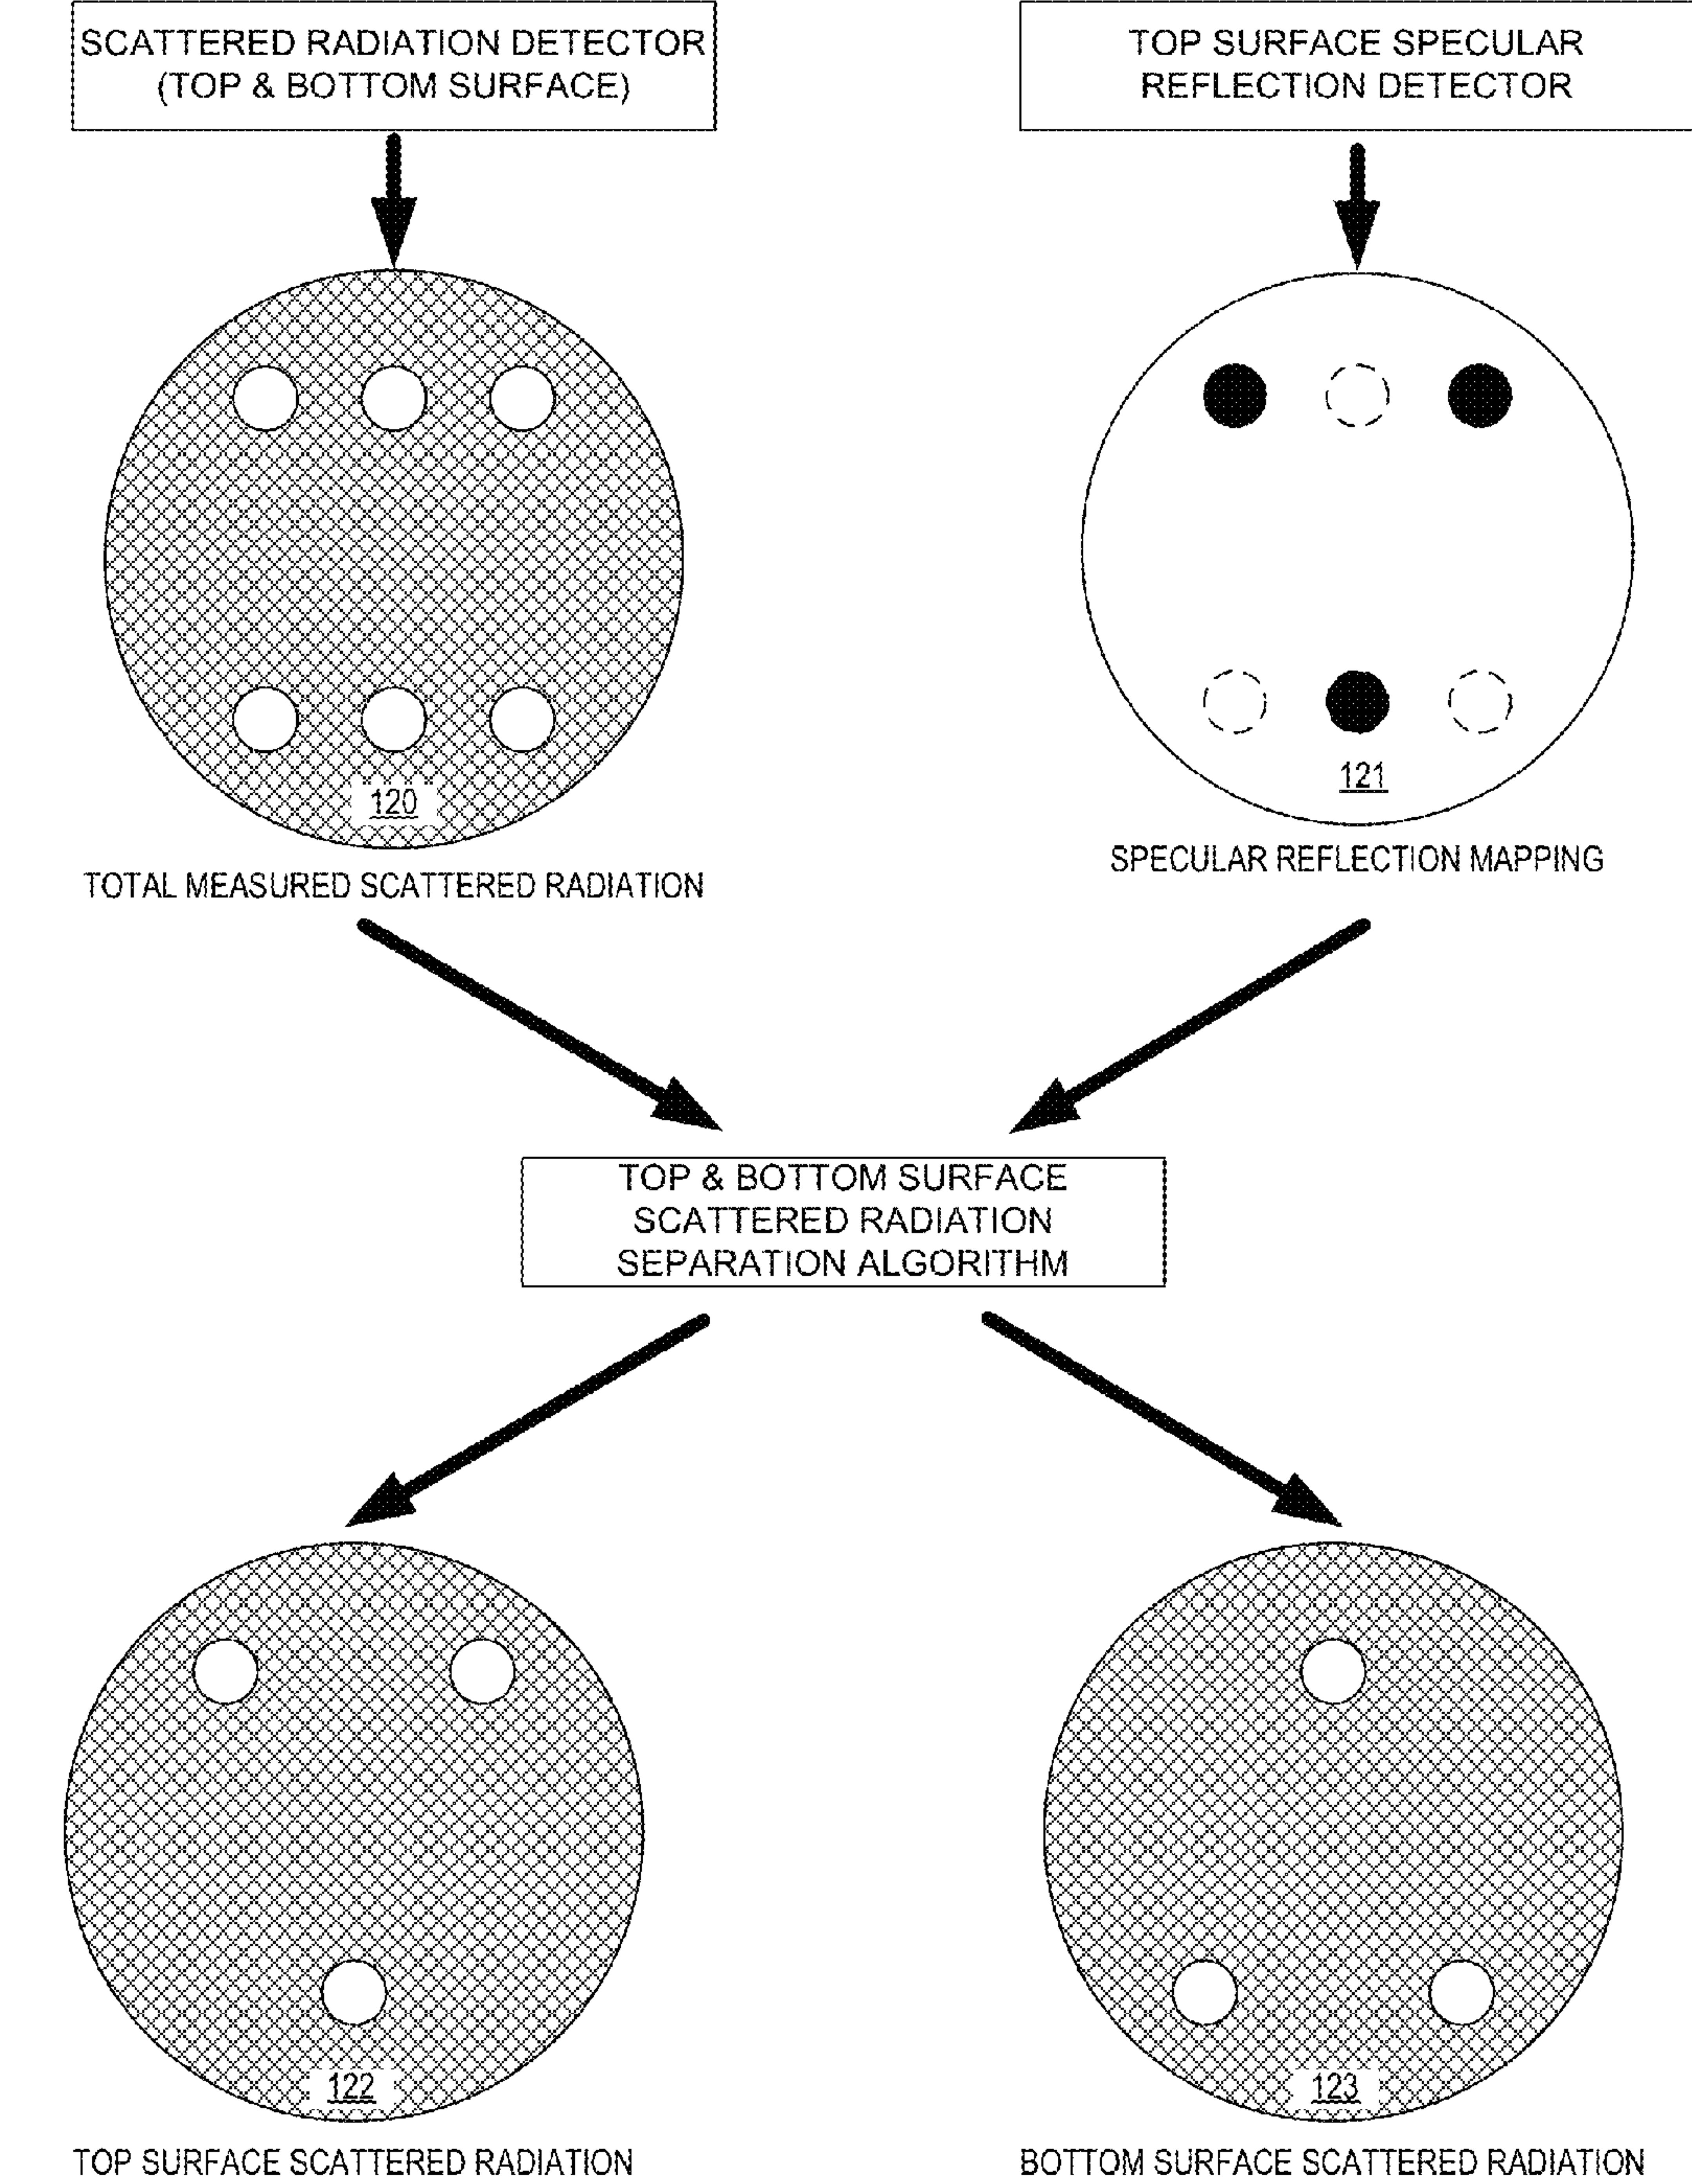 SCATTERED RADIATION DETECTOR
(TOP & BOTTOM SURFACE)
TOP SURFACE SPECULAR
REFLECTION DETECTOR
120
TOTAL MEASURED SCATTERED RADIATION
121
SPECULAR REFLECTION MAPPING
TOP & BOTTOM SURFACE
SCATTERED RADIATION
SEPARATION ALGORITHM
122
TOP SURFACE SCATTERED RADIATION
123
BOTTOM SURFACE SCATTERED RADIATION